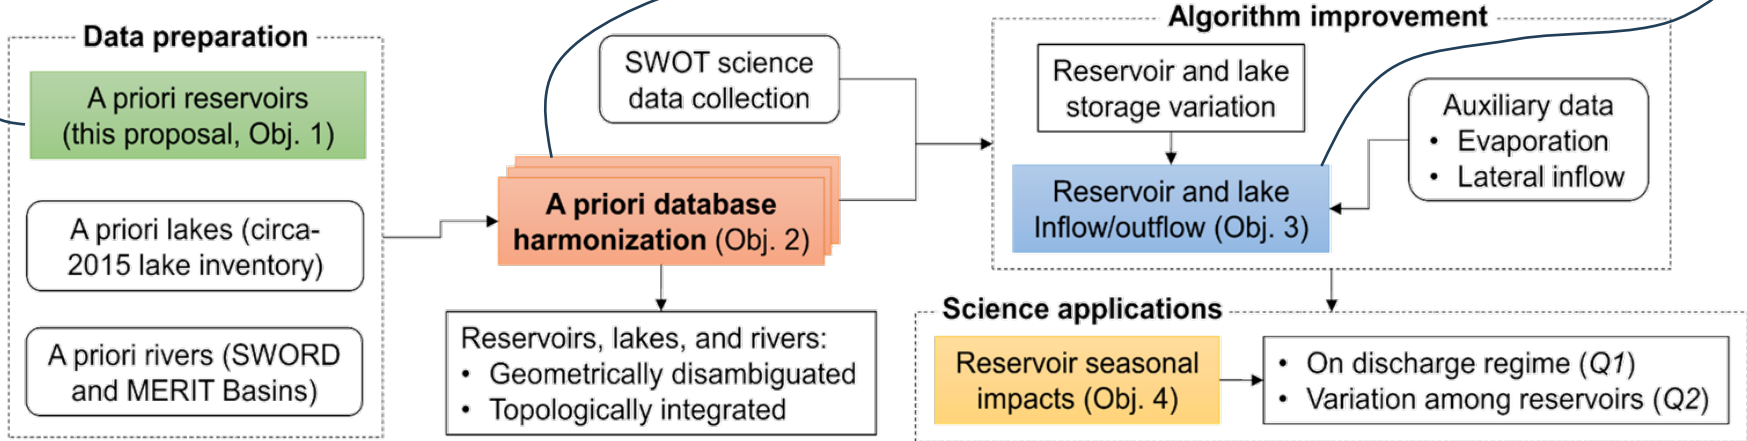 Data preparation
A priori reservoirs
(this proposal, Obj. 1)
A priori lakes (circa-
2015 lake inventory)
A priori rivers (SWORD
and MERIT Basins)
SWOT science
data collection
A priori database
harmonization (Obj. 2)
Reservoirs, lakes, and rivers:
• Geometrically disambiguated
• Topologically integrated
Algorithm improvement
Reservoir and lake
storage variation
Reservoir and lake
Inflow/outflow (Obj. 3)
Auxiliary data
• Evaporation
• Lateral inflow
Science applications
Reservoir seasonal
impacts (Obj. 4)
• On discharge regime (Q1)
• Variation among reservoirs (Q2)